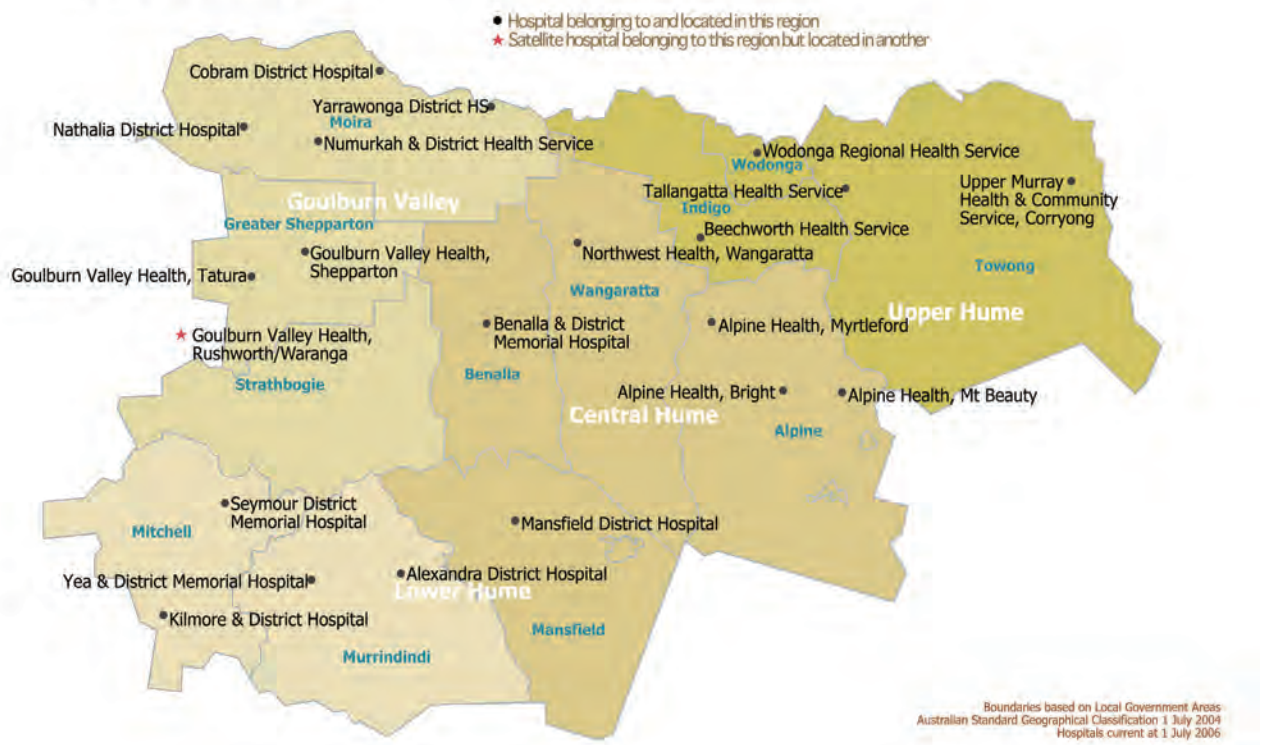 ● Hospital belonging to and located in this region
★ Satellite hospital belonging to this region but located in another
Cobram District Hospital
Yarrawonga District HS
Moira
Nathalia District Hospital
Numurkah & District Health Service
Wodonga Regional Health Service
Wodonga
Tallangatta Health Service
Indigo
Upper Murray
Health & Community
Service, Corryong
Goulburn Valley
Greater Shepparton
Beechworth Health Service
Goulburn Valley Health,
Shepparton
Northwest Health, Wangaratta
Goulburn Valley Health, Tatura
Towong
Wangaratta
Upper Hume
Goulburn Valley Health,
Rushworth/Waranga
Benalla & District
Memorial Hospital
Alpine Health, Myrtleford
Strathbogie
Benalla
Alpine Health, Bright
Alpine Health, Mt Beauty
Central Hume
Alpine
Seymour District
Memorial Hospital
Mitchell
Mansfield District Hospital
Yea & District Memorial Hospital
Alexandra District Hospital
Lower Hume
Kilmore & District Hospital
Mansfield
Murrindindi
Boundaries based on Local Government Areas
Australian Standard Geographical Classification 1 July 2004
Hospitals current at 1 July 2006